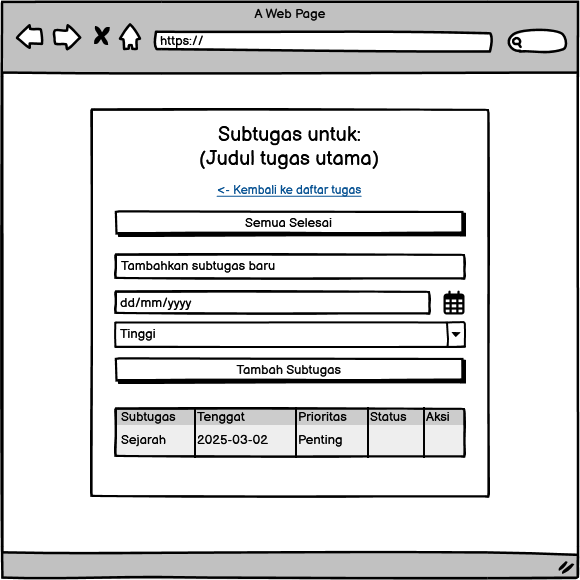 A Web Page
https://
Subtugas untuk:
(Judul tugas utama)
<- Kembali ke daftar tugas
Semua Selesai
Tambahkan subtugas baru
dd/mm/yyyy
Tinggi
Tambah Subtugas
Subtugas Tenggat Prioritas Status Aksi
Sejarah 2025-03-02 Penting